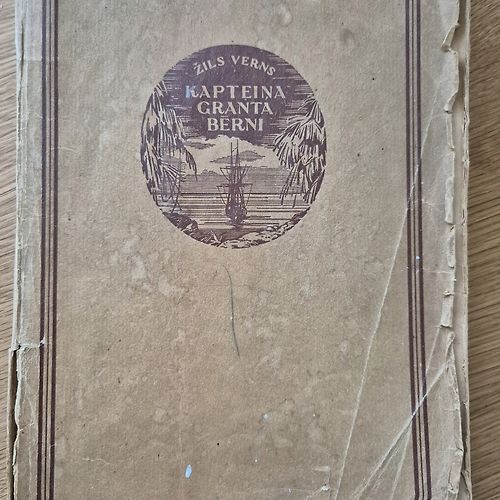 ŽILS VERNS
KAPTEIŅA
GRANTA
BĒRNI